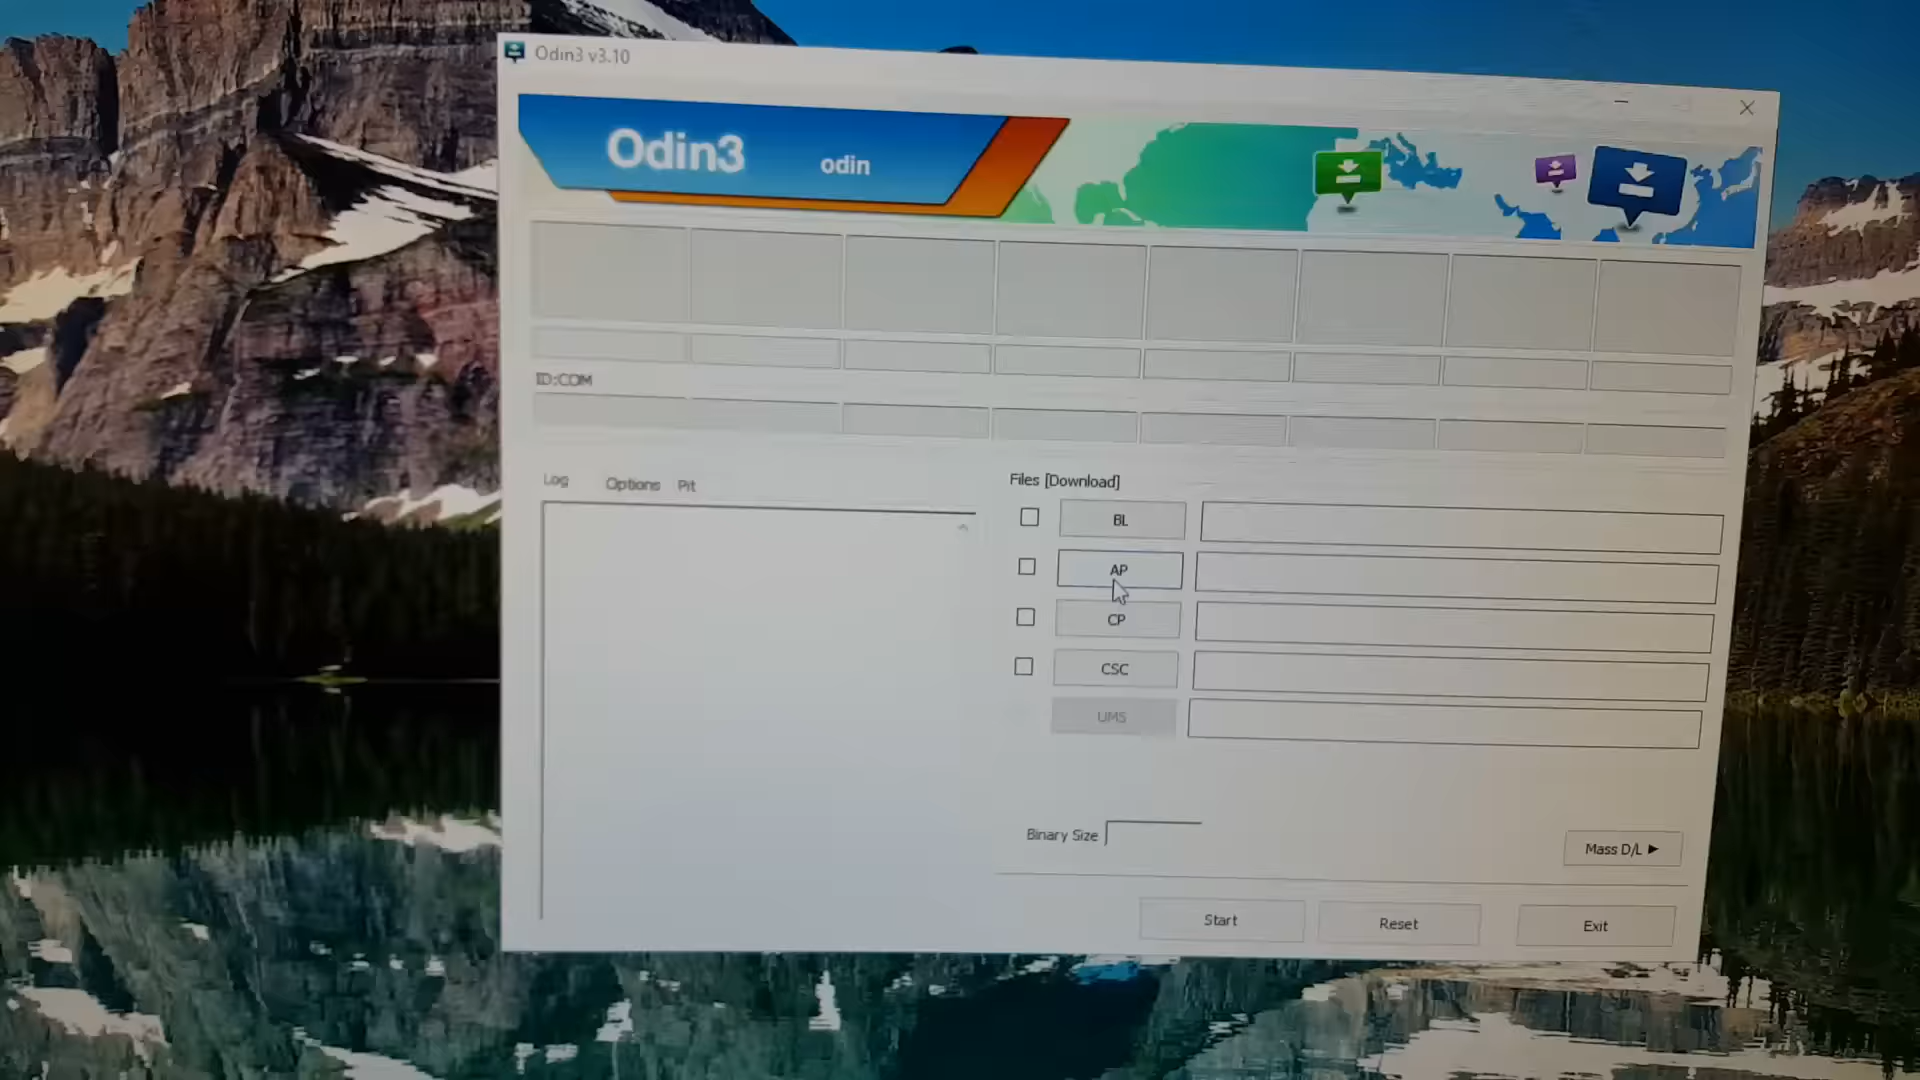 Odin3 v3.10
Odin3 odin
ID:COM
Log Options Pit
Files [Download]
BL
AP
CP
CSC
UMS
Binary Size
Mass D/L ►
Start Reset Exit